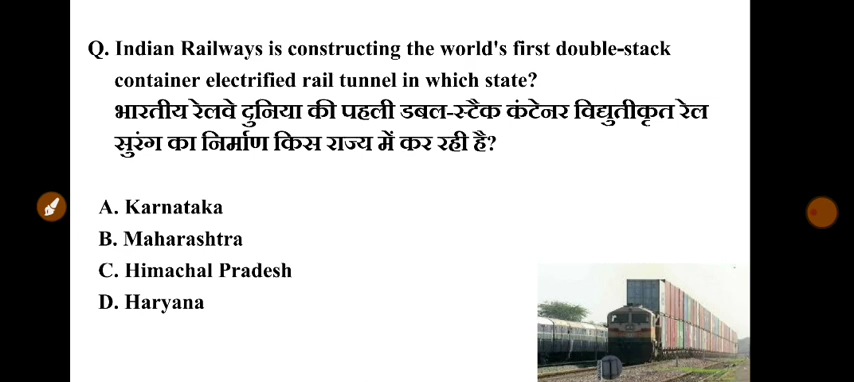 Q. Indian Railways is constructing the world's first double-stack
container electrified rail tunnel in which state?
भारतीय रेलवे दुनिया की पहली डबल-स्टैक कंटेनर विद्युतीकृत रेल
सुरंग का निर्माण किस राज्य में कर रही है?
A. Karnataka
B. Maharashtra
C. Himachal Pradesh
D. Haryana